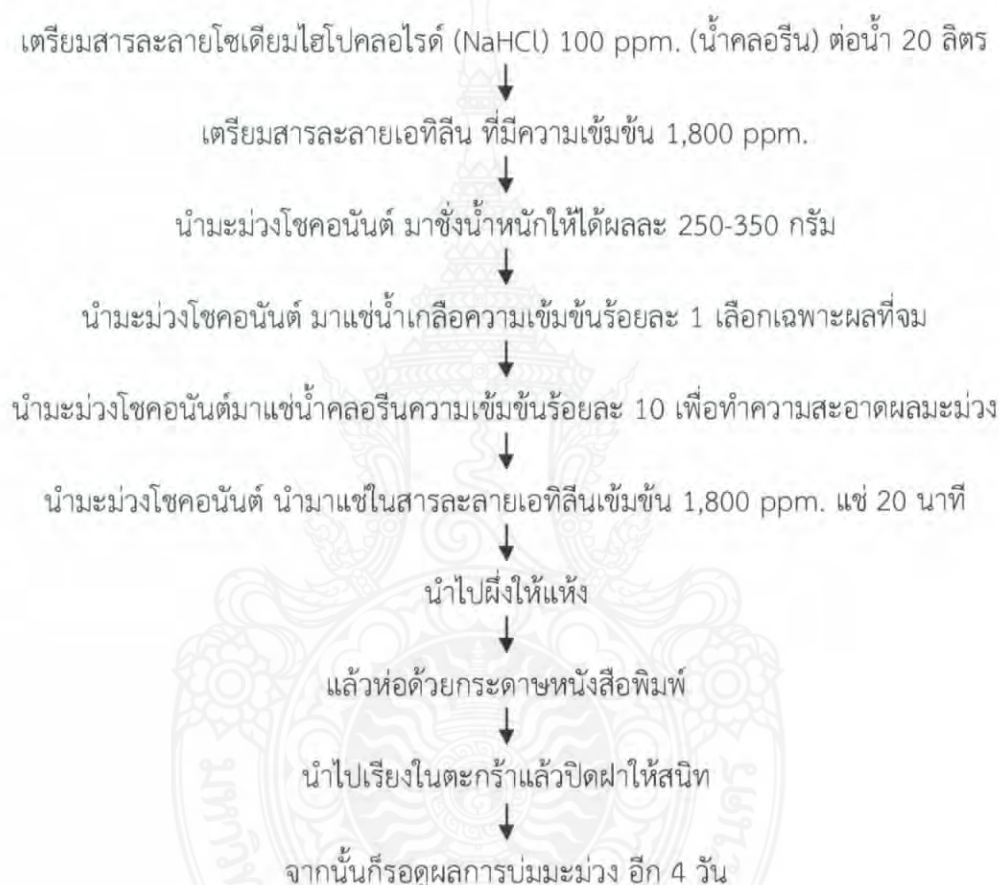 เตรียมสารละลายโซเดียมไฮโปคลอไรด์ (NaHCl) 100 ppm. (น้ำคลอรีน) ต่อน้ำ 20 ลิตร
เตรียมสารละลายเอทิลีน ที่มีความเข้มข้น 1,800 ppm.
นำมะม่วงโชคอนันต์ มาชั่งน้ำหนักให้ได้ผลละ 250-350 กรัม
นำมะม่วงโชคอนันต์ มาแช่น้ำเกลือความเข้มข้นร้อยละ 1 เลือกเฉพาะผลที่จม
นำมะม่วงโชคอนันต์มาแช่น้ำคลอรีนความเข้มข้นร้อยละ 10 เพื่อทำความสะอาดผลมะม่วง
นำมะม่วงโชคอนันต์ นำมาแช่ในสารละลายเอทิลีนเข้มข้น 1,800 ppm. แช่ 20 นาที
นำไปผึ่งให้แห้ง
แล้วห่อด้วยกระดาษหนังสือพิมพ์
นำไปเรียงในตะกร้าแล้วปิดฝาให้สนิท
จากนั้นก็รอดูผลการบ่มมะม่วง อีก 4 วัน